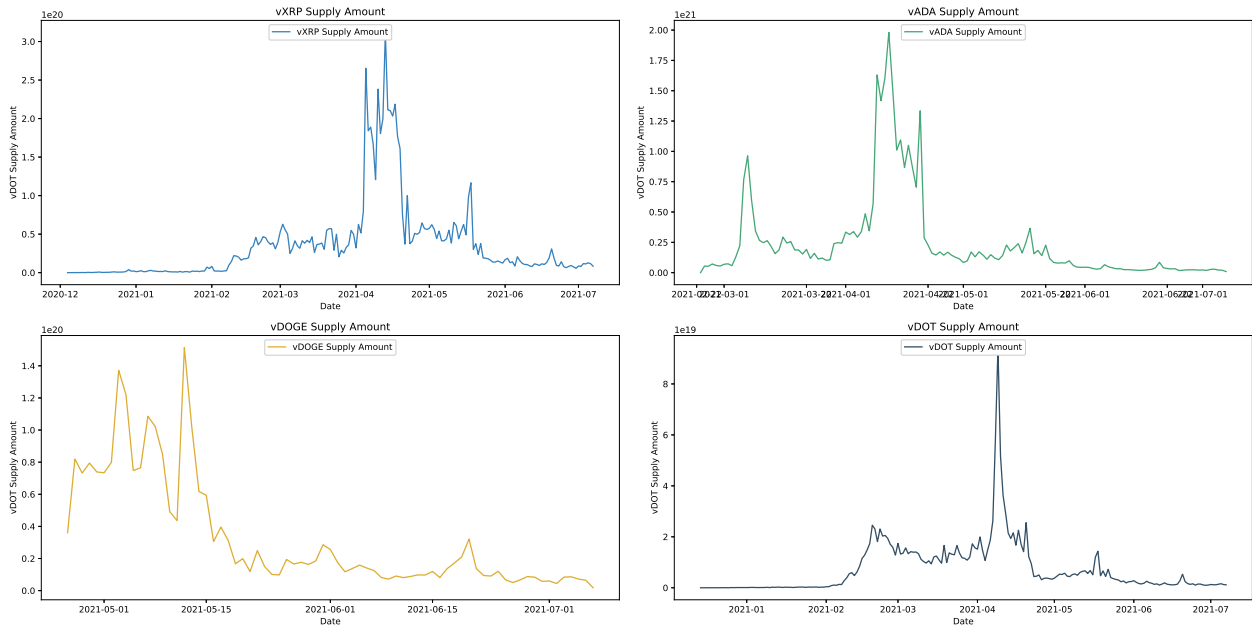 vXRP Supply Amount
1e20
vXRP Supply Amount
3.0
2.5
2.0
1.5
1.0
0.5
0.0
vDOT Supply Amount
2020-12 2021-01 2021-02 2021-03 2021-04 2021-05 2021-06 2021-07
Date
vADA Supply Amount
1e21
vADA Supply Amount
2.00
1.75
1.50
1.25
1.00
0.75
0.50
0.25
0.00
vDOT Supply Amount
2021-03-01 2021-04-01 2021-05-01 2021-06-01 2021-07-01
Date
vDOGE Supply Amount
1e20
vDOGE Supply Amount
1.4
1.2
1.0
0.8
0.6
0.4
0.2
0.0
vDOT Supply Amount
2021-05-01 2021-05-15 2021-06-01 2021-06-15 2021-07-01
Date
vDOT Supply Amount
1e19
vDOT Supply Amount
8
6
4
2
0
vDOT Supply Amount
2021-01 2021-02 2021-03 2021-04 2021-05 2021-06 2021-07
Date